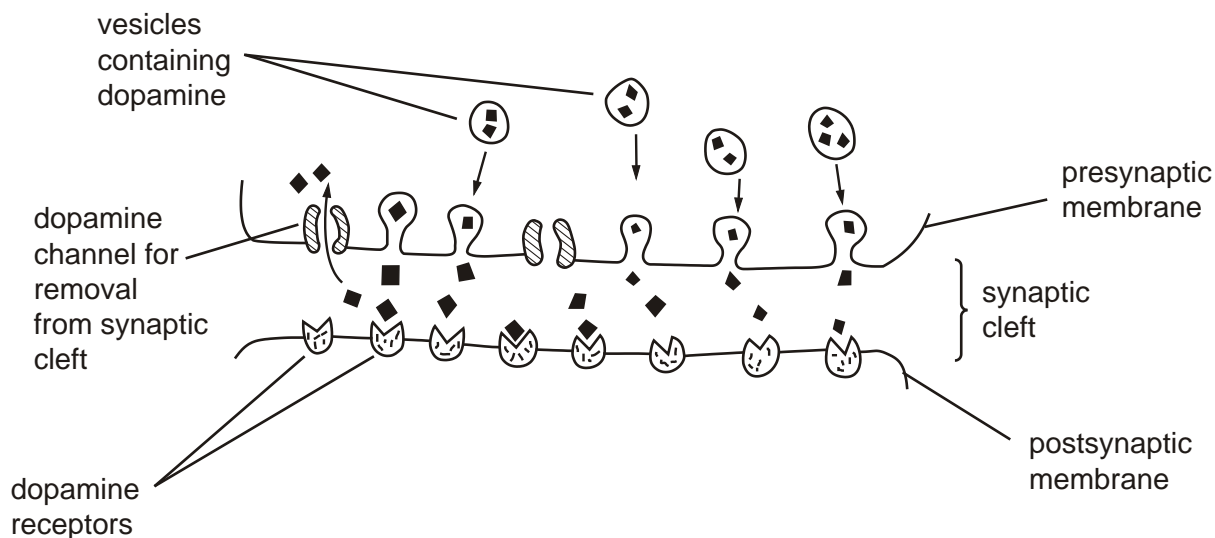 vesicles
containing
dopamine
presynaptic
membrane
dopamine
channel for
removal
from synaptic
cleft
synaptic
cleft
postsynaptic
membrane
dopamine
receptors